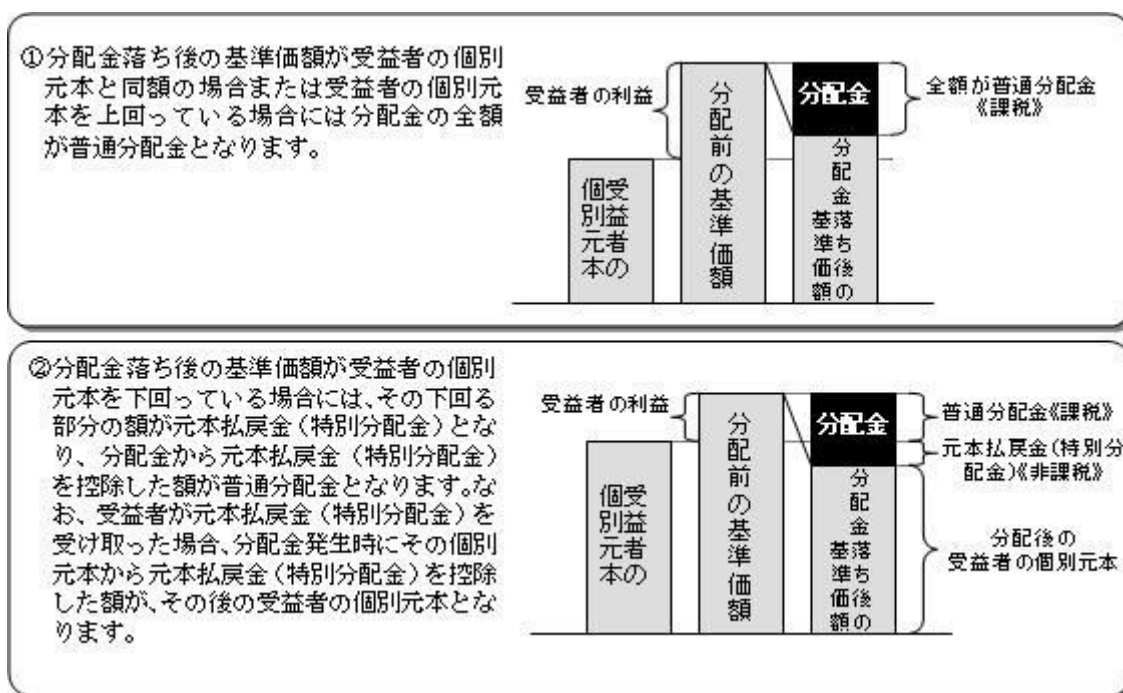 ①分配金落ち後の基準価額が受益者の個別
元本と同額の場合または受益者の個別元
本を上回っている場合には分配金の全額
が普通分配金となります。
受益者の利益
受益者の
個別元本
分配前の基準価額
分配金
分配金落ち後の
基準価額
全額が普通分配金
《課税》
②分配金落ち後の基準価額が受益者の個別
元本を下回っている場合には、その下回る
部分の額が元本払戻金（特別分配金）とな
り、分配金から元本払戻金（特別分配金）
を控除した額が普通分配金となります。な
お、受益者が元本払戻金（特別分配金）を
受け取った場合、分配金発生時にその個別
元本から元本払戻金（特別分配金）を控除
した額が、その後の受益者の個別元本とな
ります。
受益者の利益
受益者の
個別元本
分配前の基準価額
分配金
分配金落ち後の
基準価額
普通分配金《課税》
元本払戻金（特別分
配金）《非課税》
分配後の
受益者の個別元本